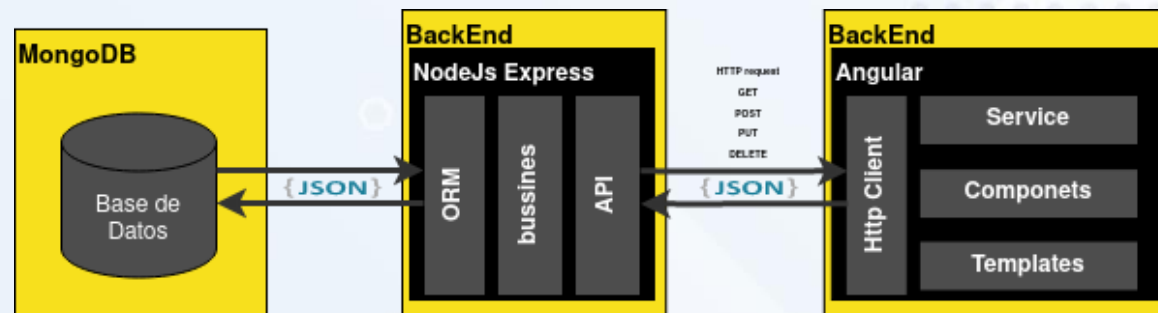 MongoDB
Base de
Datos
{JSON}
BackEnd
NodeJs Express
ORM
bussines
API
HTTP request
GET
POST
PUT
DELETE
{JSON}
BackEnd
Angular
Http Client
Service
Componets
Templates